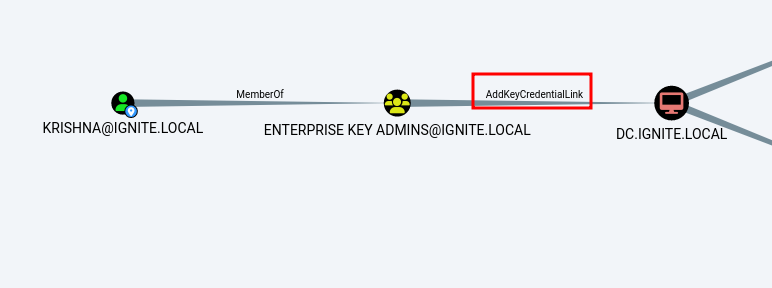 MemberOf
AddKeyCredentialLink
KRISHNA@IGNITE.LOCAL
ENTERPRISE KEY ADMINS@IGNITE.LOCAL
DC.IGNITE.LOCAL